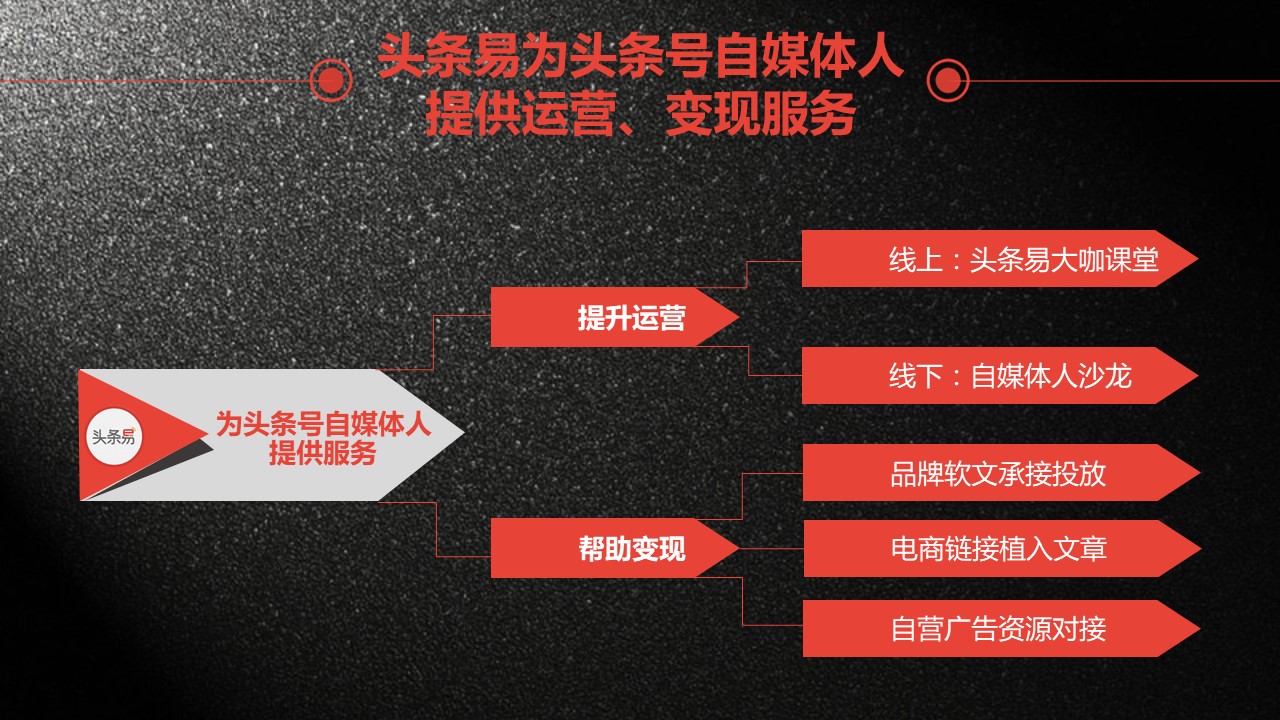 头条易为头条号自媒体人
提供运营、变现服务
线上：头条易大咖课堂
提升运营
线下：自媒体人沙龙
头条易
为头条号自媒体人
提供服务
品牌软文承接投放
帮助变现
电商链接植入文章
自营广告资源对接